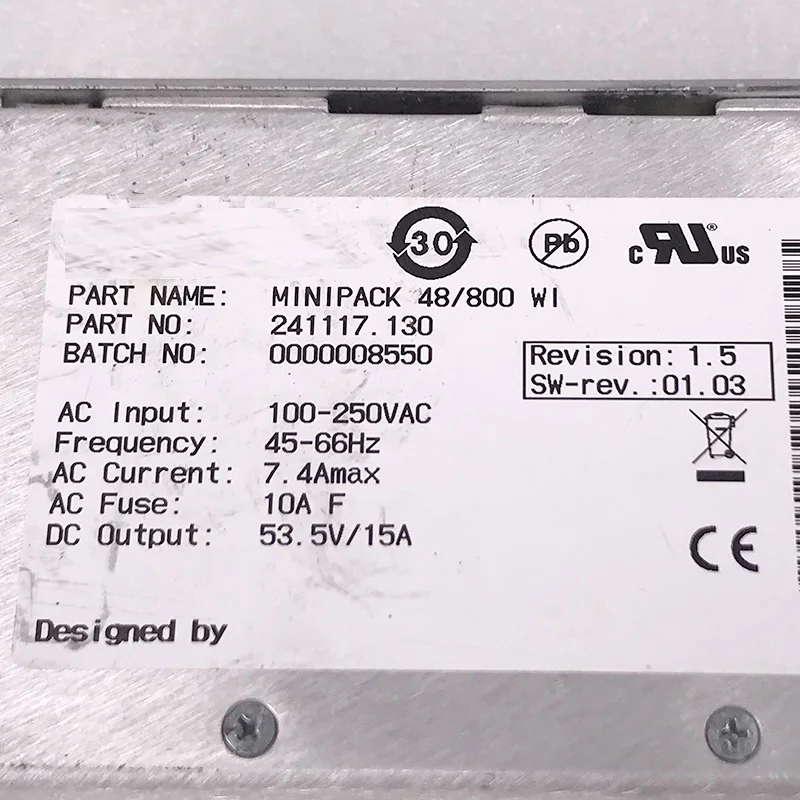 30 Pb c RU ® US
PART NAME: MINIPACK 48/800 WI
PART NO: 241117.130
BATCH NO: 0000008550
Revision: 1.5
SW-rev.:01.03
AC Input: 100-250VAC
Frequency: 45-66Hz
AC Current: 7.4Amax
AC Fuse: 10A F
DC Output: 53.5V/15A
CE
Designed by